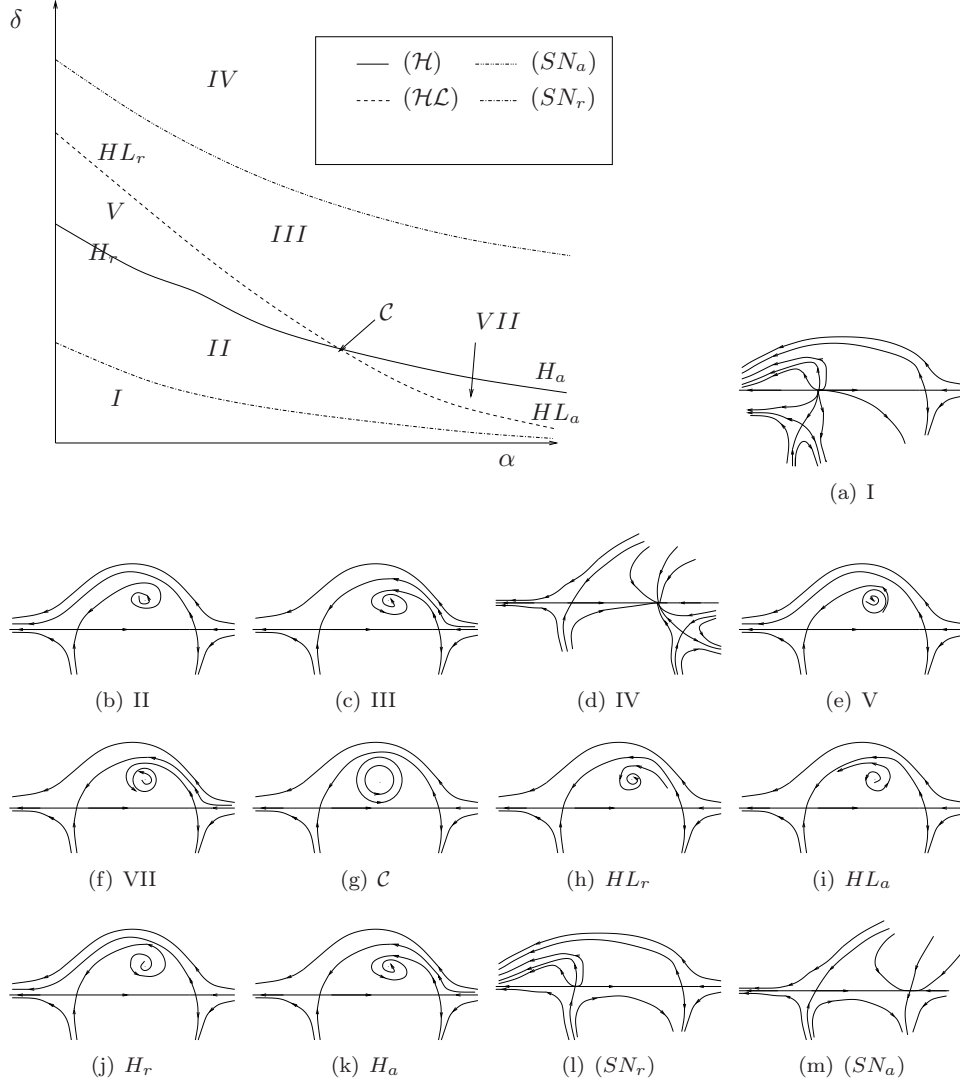 δ
(ℋ) (SN_a)
(ℋℒ) (SN_r)
IV
HL_r
V
III
H_r
𝒞
VII
II
H_a
I
HL_a
α
(a) I
(b) II (c) III (d) IV (e) V
(f) VII (g) 𝒞 (h) HL_r (i) HL_a
(j) H_r (k) H_a (l) (SN_r) (m) (SN_a)